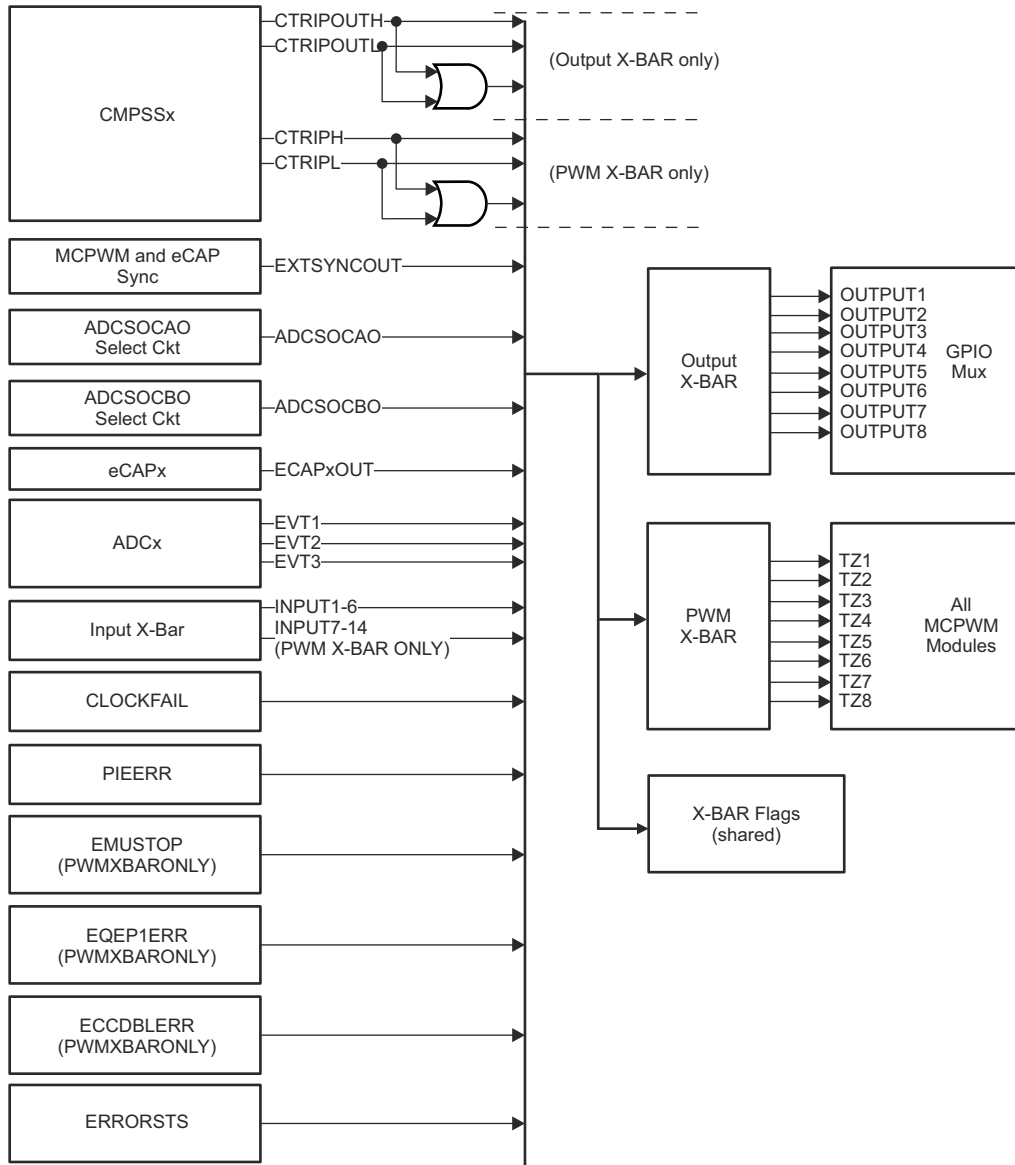 CTRIPOUTH
CTRIPOUTL
(Output X-BAR only)
CMPSSx
CTRIPH
CTRIPL
(PWM X-BAR only)
MCPWM and eCAP
Sync
EXTSYNCOUT
ADCSOCAO
Select Ckt
ADCSOCAO
ADCSOCBO
Select Ckt
ADCSOCBO
eCAPx
ECAPxOUT
ADCx
EVT1
EVT2
EVT3
Input X-Bar
INPUT1-6
INPUT7-14
(PWM X-BAR ONLY)
CLOCKFAIL
PIEERR
EMUSTOP
(PWMXBARONLY)
EQEP1ERR
(PWMXBARONLY)
ECCDBLERR
(PWMXBARONLY)
ERRORSTS
Output
X-BAR
OUTPUT1
OUTPUT2
OUTPUT3
OUTPUT4
OUTPUT5
OUTPUT6
OUTPUT7
OUTPUT8
GPIO
Mux
PWM
X-BAR
TZ1
TZ2
TZ3
TZ4
TZ5
TZ6
TZ7
TZ8
All
MCPWM
Modules
X-BAR Flags
(shared)